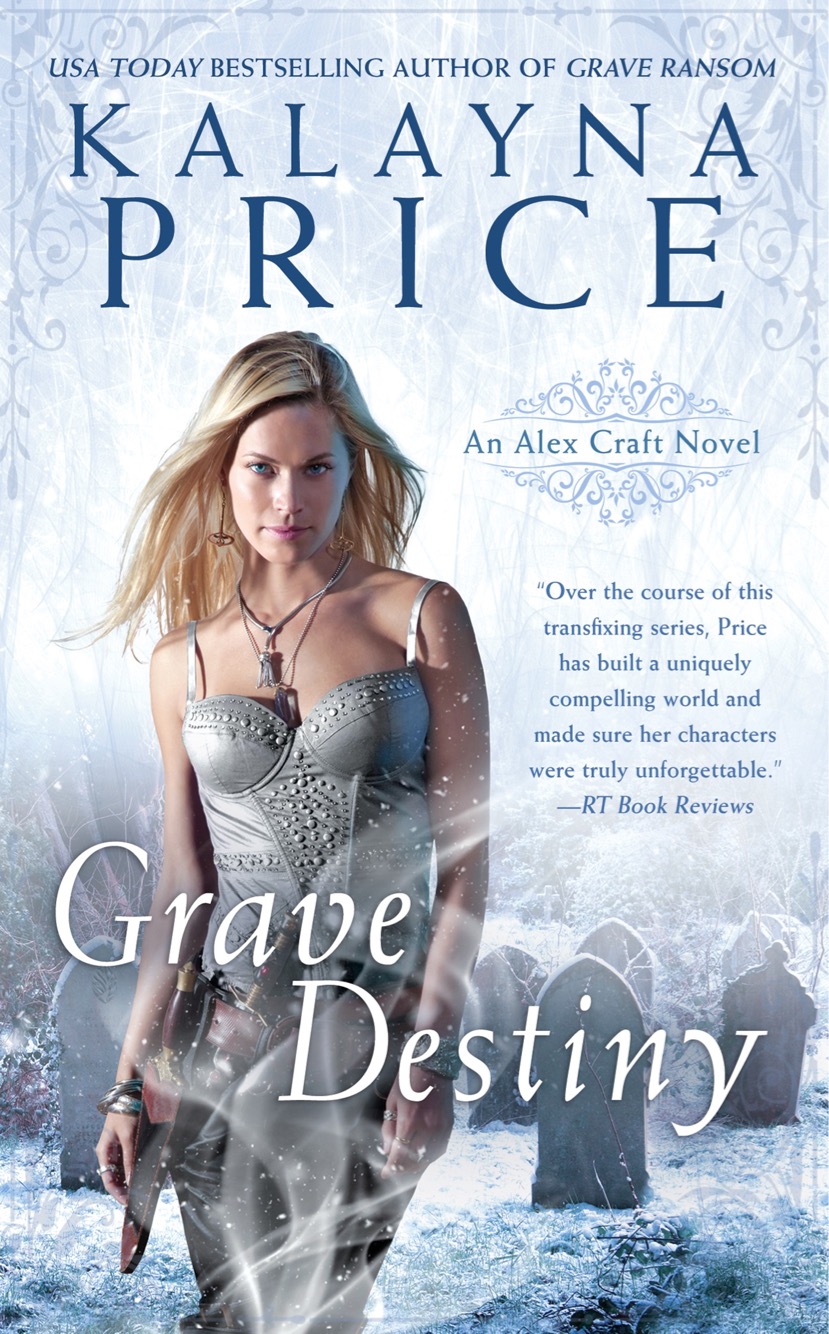 USA TODAY BESTSELLING AUTHOR OF GRAVE RANSOM
KALAYNA
PRICE
An Alex Craft Novel
“Over the course of this
transfixing series, Price
has built a uniquely
compelling world and
made sure her characters
were truly unforgettable.”
—RT Book Reviews
Grave
Destiny